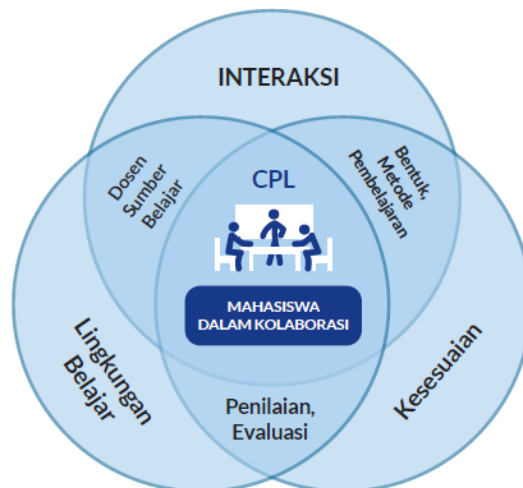 INTERAKSI
Dosen
Sumber
Belajar
CPL
Bentuk,
Metode
Pembelajaran
MAHASISWA
DALAM KOLABORASI
Lingkungan
Belajar
Kesesuaian
Penilaian,
Evaluasi